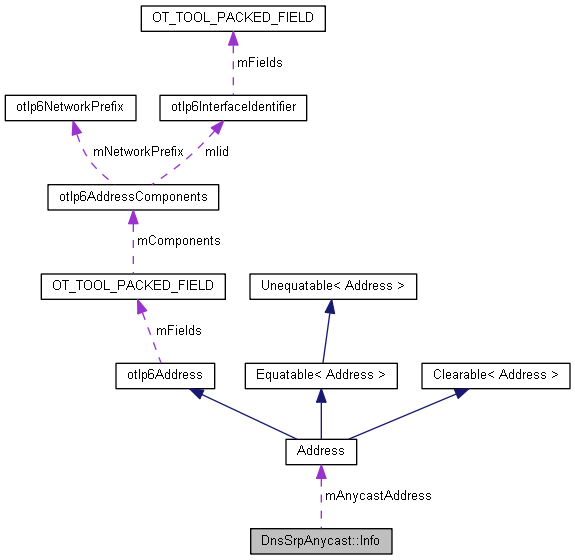 OT_TOOL_PACKED_FIELD
mFields
otIp6NetworkPrefix
otIp6InterfaceIdentifier
mNetworkPrefix
mIid
otIp6AddressComponents
mComponents
OT_TOOL_PACKED_FIELD
Unequatable< Address >
mFields
otIp6Address
Equatable< Address >
Clearable< Address >
Address
mAnycastAddress
DnsSrpAnycast::Info